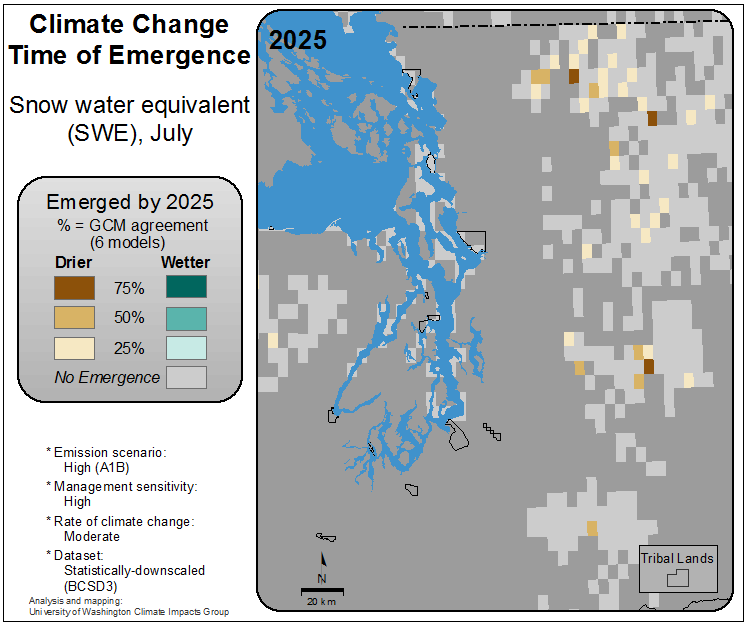 Climate Change
Time of Emergence
Snow water equivalent
(SWE), July
Emerged by 2025
% = GCM agreement
(6 models)
Drier
Wetter
75%
50%
25%
No Emergence
* Emission scenario:
High (A1B)
* Management sensitivity:
High
* Rate of climate change:
Moderate
* Dataset:
Statistically-downscaled
(BCSD3)
Analysis and mapping:
University of Washington Climate Impacts Group
2025
N
20 km
Tribal Lands